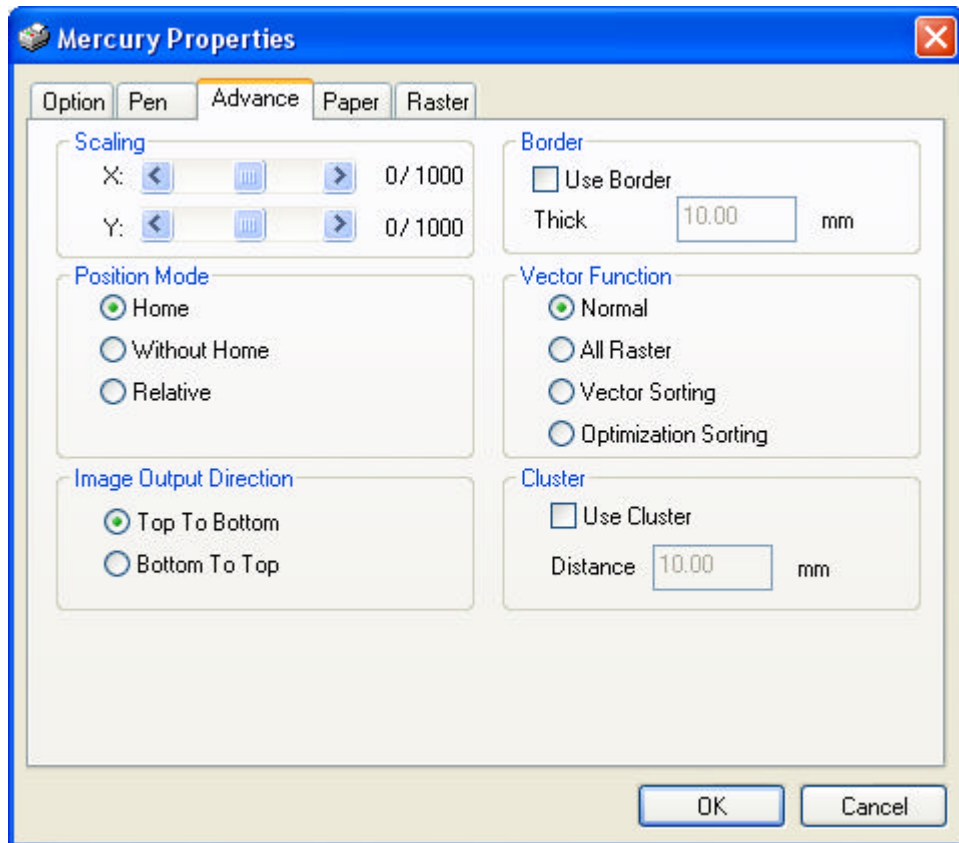 Mercury Properties
Option Pen Advance Paper Raster
Scaling
X: 0/1000
Y: 0/1000
Border
Use Border
Thick 10.00 mm
Position Mode
Home
Without Home
Relative
Vector Function
Normal
All Raster
Vector Sorting
Optimization Sorting
Image Output Direction
Top To Bottom
Bottom To Top
Cluster
Use Cluster
Distance 10.00 mm
OK Cancel